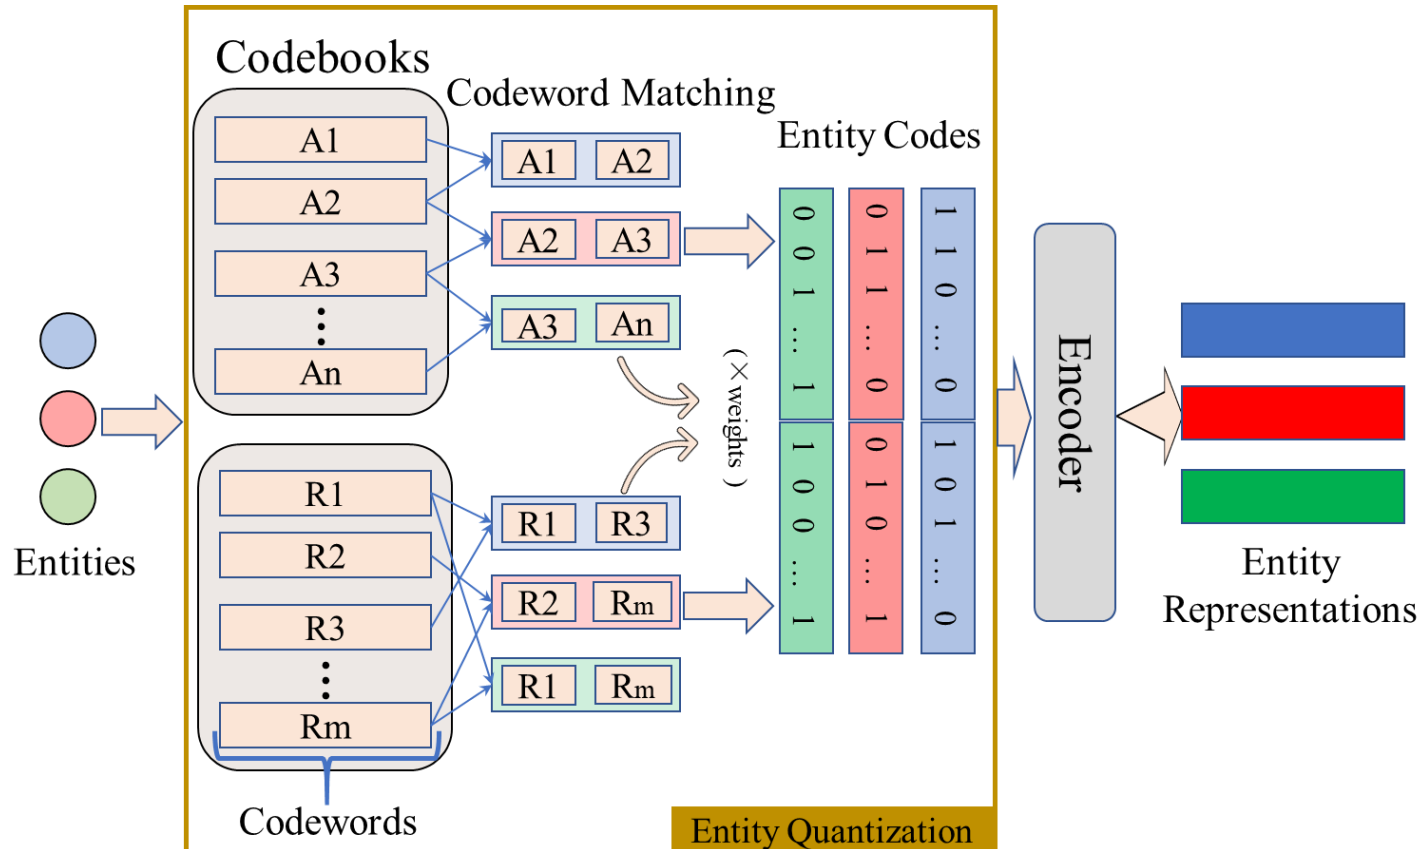 Codebooks
Codeword Matching
Entity Codes
A1
A2
A3
⋮
An
A1 A2
A2 A3
A3 An
R1
R2
R3
⋮
Rm
R1 R3
R2 Rm
R1 Rm
(× weights)
0 0 1 … 1
0 1 1 … 0
1 1 0 … 0
1 0 0 … 1
0 1 0 … 1
1 0 1 … 0
Entities
Codewords
Entity Quantization
Encoder
Entity
Representations